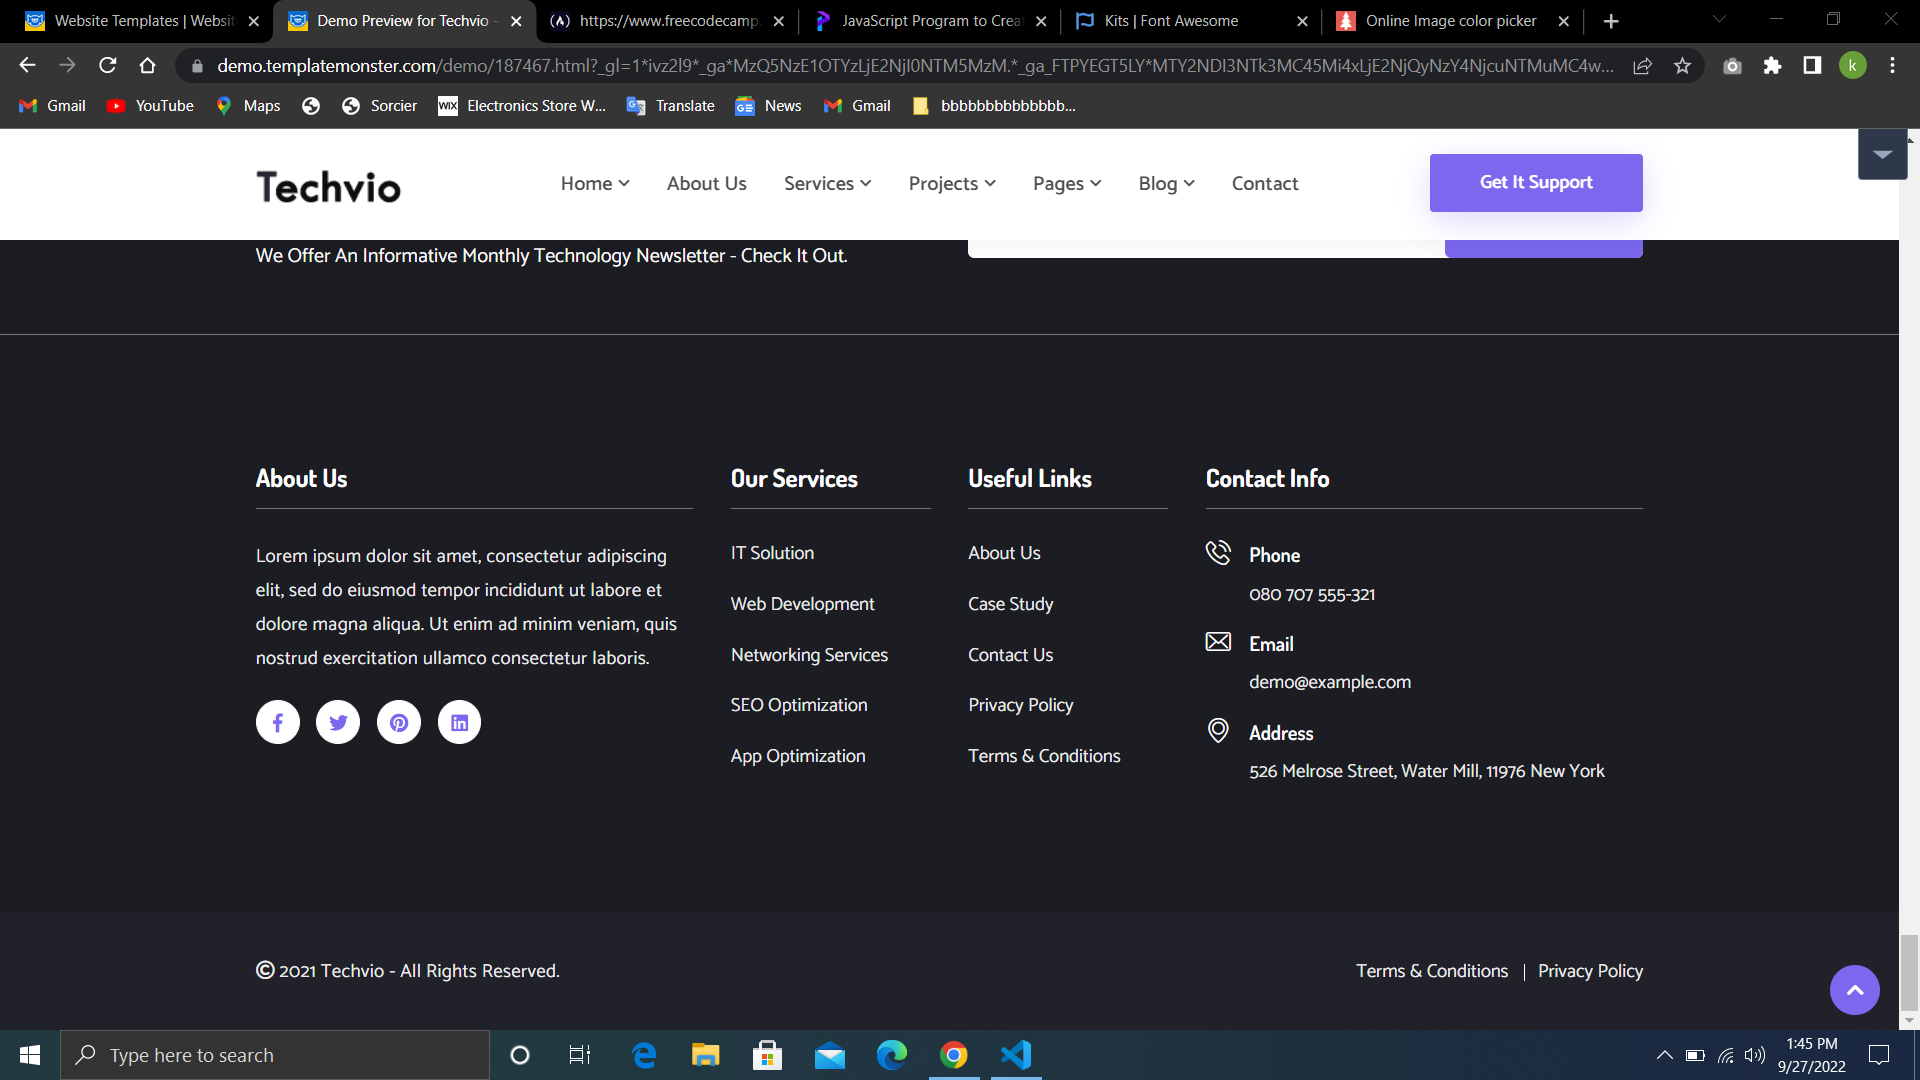 Website Templates | Websit
Demo Preview for Techvio -
https://www.freecodecamp.
JavaScript Program to Crea
Kits | Font Awesome
Online Image color picker
demo.templatemonster.com/demo/187467.html?_gl=1*ivz2l9*_ga*MzQ5NzE1OTYzLjE2NjI0NTM5MzM.*_ga_FTPYEGT5LY*MTY2NDI3NTk3MC45Mi4xLjE2NjQyNzY4NjcuNTMuMC4w...
k
Gmail
YouTube
Maps
Sorcier
WIX
Electronics Store W...
Translate
News
Gmail
bbbbbbbbbbbbbb...
Techvio
Home
About Us
Services
Projects
Pages
Blog
Contact
Get It Support
We Offer An Informative Monthly Technology Newsletter - Check It Out.
About Us
Lorem ipsum dolor sit amet, consectetur adipiscing
elit, sed do eiusmod tempor incididunt ut labore et
dolore magna aliqua. Ut enim ad minim veniam, quis
nostrud exercitation ullamco consectetur laboris.
Our Services
IT Solution
Web Development
Networking Services
SEO Optimization
App Optimization
Useful Links
About Us
Case Study
Contact Us
Privacy Policy
Terms & Conditions
Contact Info
Phone
080 707 555-321
Email
demo@example.com
Address
526 Melrose Street, Water Mill, 11976 New York
© 2021 Techvio - All Rights Reserved.
Terms & Conditions | Privacy Policy
Type here to search
1:45 PM
9/27/2022